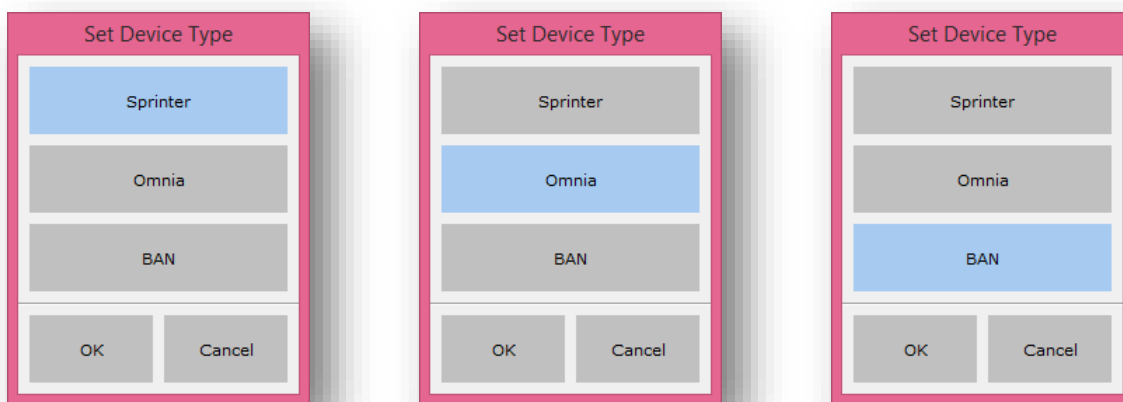 Set Device Type
Sprinter
Omnia
BAN
OK Cancel
Set Device Type
Sprinter
Omnia
BAN
OK Cancel
Set Device Type
Sprinter
Omnia
BAN
OK Cancel